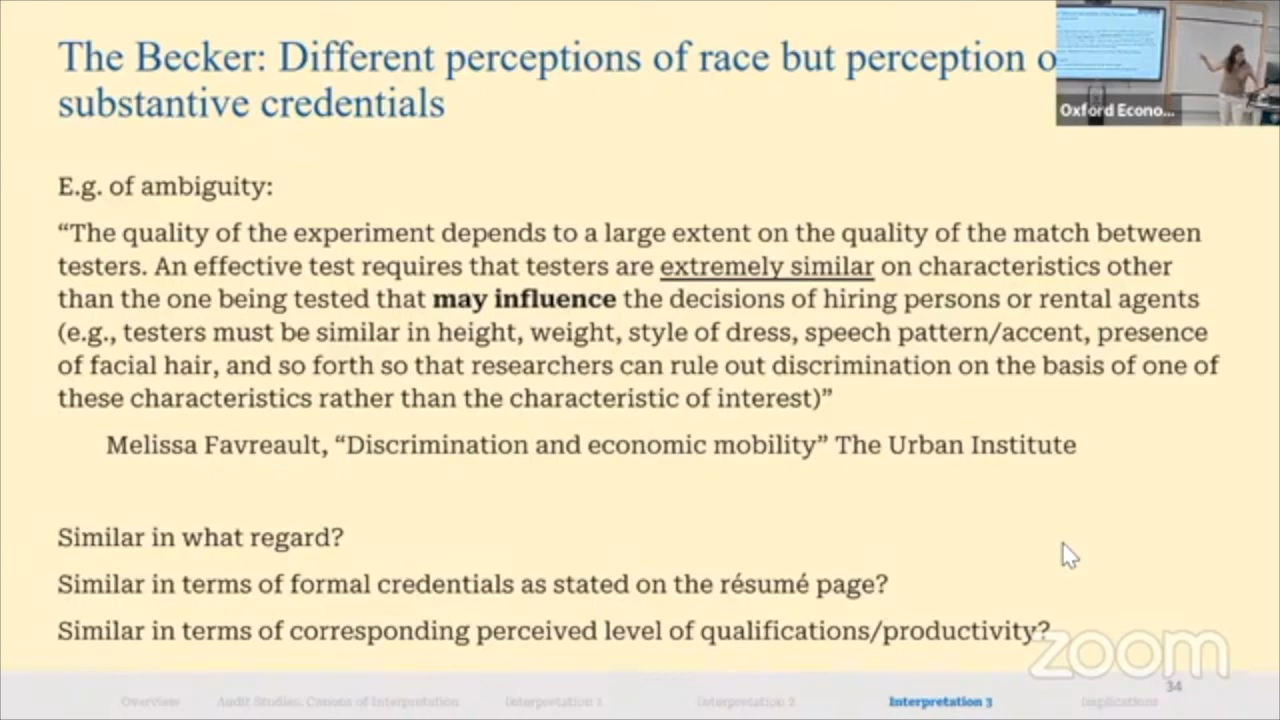 The Becker: Different perceptions of race but perception o
substantive credentials
Oxford Econo...
E.g. of ambiguity:
“The quality of the experiment depends to a large extent on the quality of the match between
testers. An effective test requires that testers are extremely similar on characteristics other
than the one being tested that may influence the decisions of hiring persons or rental agents
(e.g., testers must be similar in height, weight, style of dress, speech pattern/accent, presence
of facial hair, and so forth so that researchers can rule out discrimination on the basis of one of
these characteristics rather than the characteristic of interest)”
Melissa Favreault, “Discrimination and economic mobility” The Urban Institute
Similar in what regard?
Similar in terms of formal credentials as stated on the résumé page?
Similar in terms of corresponding perceived level of qualifications/productivity?
zoom
34
Overview Audit Studies: Canons of Interpretation Interpretation 1 Interpretation 2 Interpretation 3 Implications